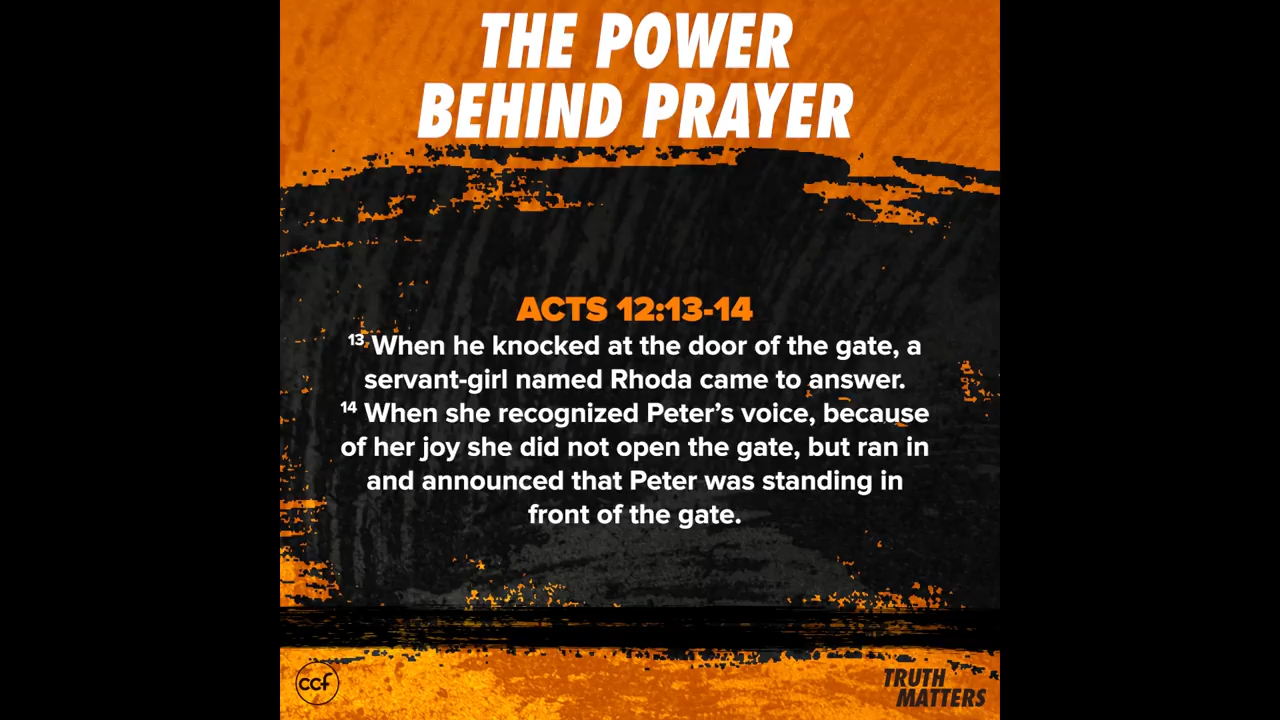 THE POWER
BEHIND PRAYER
ACTS 12:13-14
¹³ When he knocked at the door of the gate, a
servant-girl named Rhoda came to answer.
¹⁴ When she recognized Peter’s voice, because
of her joy she did not open the gate, but ran in
and announced that Peter was standing in
front of the gate.
ccf
TRUTH
MATTERS